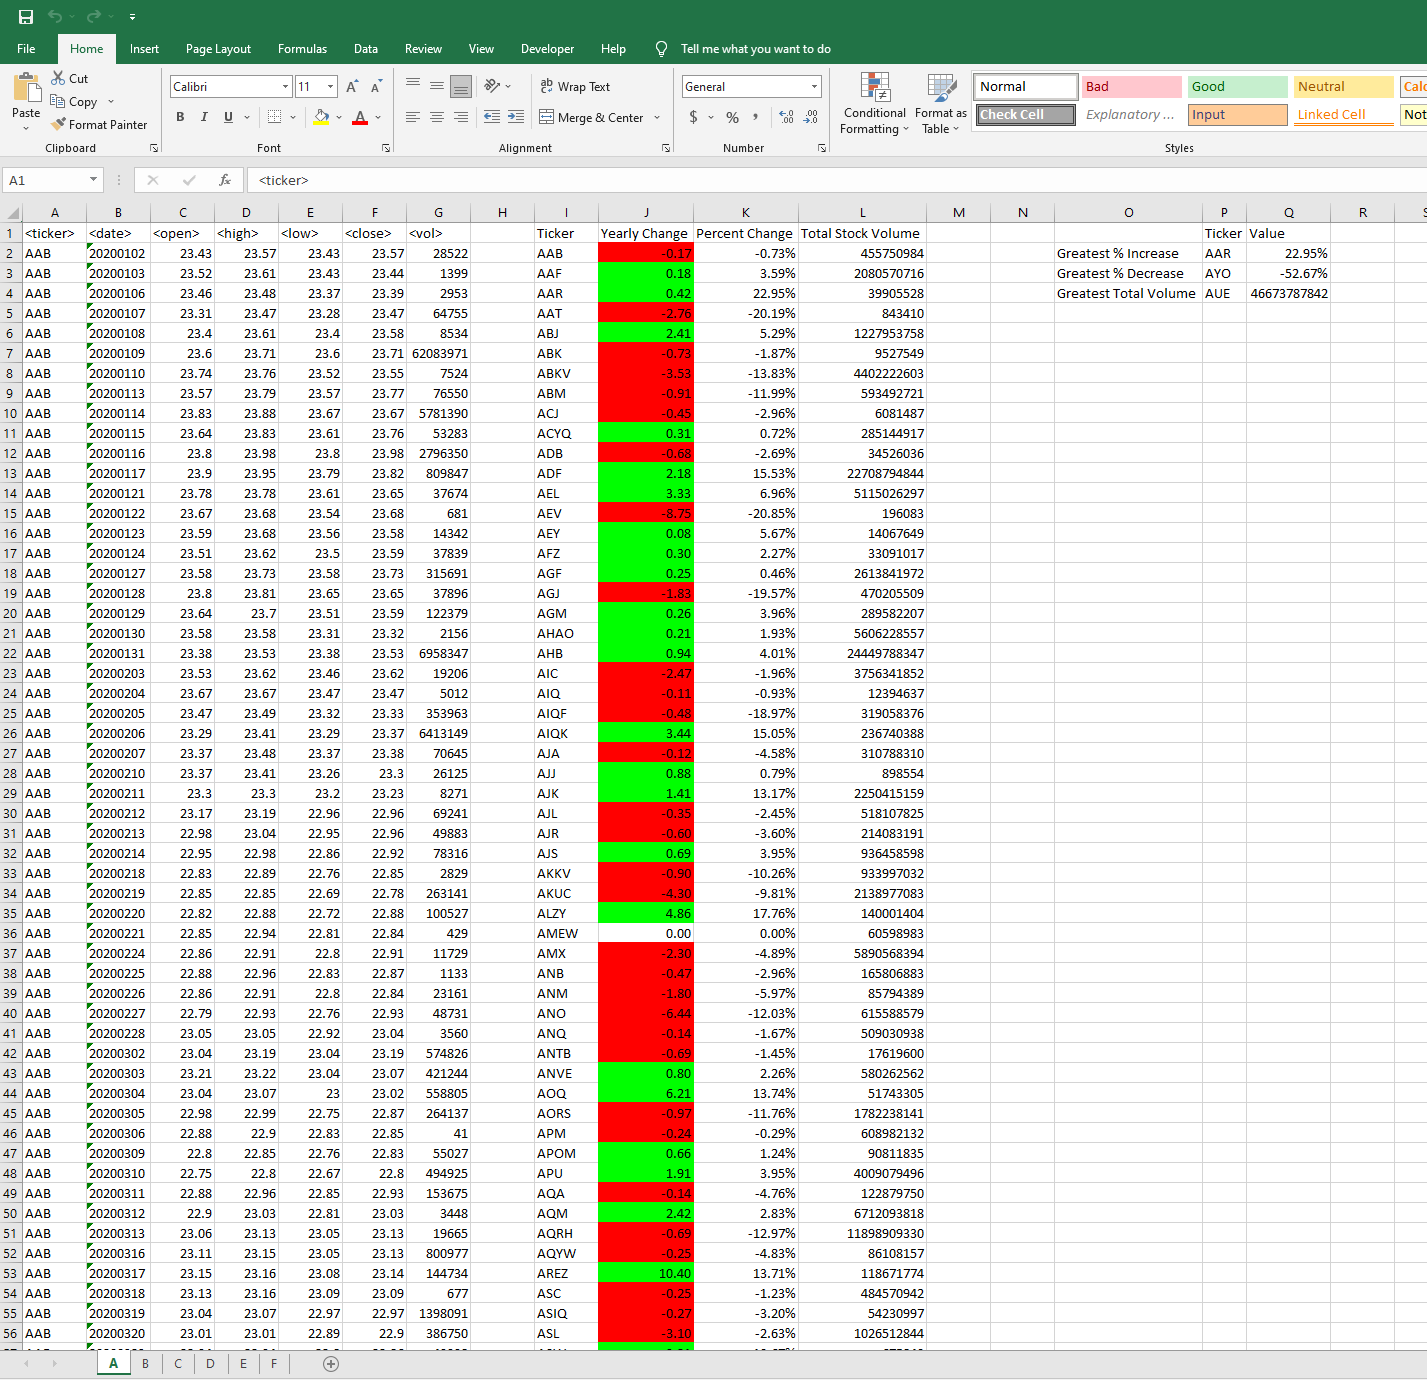 File Home Insert Page Layout Formulas Data Review View Developer Help Tell me what you want to do
Paste Cut Copy Format Painter Clipboard
Calibri 11 B I U Font
ab Wrap Text Merge & Center Alignment
General $ % , Number
Conditional Formatting Format as Table
Normal Bad Good Neutral
Check Cell Explanatory ... Input Linked Cell
Styles
A1 fx <ticker>
A B C D E F G H I J K L M N O P Q R
1 <ticker> <date> <open> <high> <low> <close> <vol> Ticker Yearly Change Percent Change Total Stock Volume Ticker Value
2 AAB 20200102 23.43 23.57 23.43 23.57 28522 AAB -0.17 -0.73% 455750984 Greatest % Increase AAR 22.95%
3 AAB 20200103 23.52 23.61 23.43 23.44 1399 AAF 0.18 3.59% 2080570716 Greatest % Decrease AYO -52.67%
4 AAB 20200106 23.46 23.48 23.37 23.39 2953 AAR 0.42 22.95% 39905528 Greatest Total Volume AUE 46673787842
5 AAB 20200107 23.31 23.47 23.28 23.47 64755 AAT -2.76 -20.19% 843410
6 AAB 20200108 23.4 23.61 23.4 23.58 8534 ABJ 2.41 5.29% 1227953758
7 AAB 20200109 23.6 23.71 23.6 23.71 62083971 ABK -0.73 -1.87% 9527549
8 AAB 20200110 23.74 23.76 23.52 23.55 7524 ABKV -3.53 -13.83% 4402222603
9 AAB 20200113 23.57 23.79 23.57 23.77 76550 ABM -0.91 -11.99% 593492721
10 AAB 20200114 23.83 23.88 23.67 23.67 5781390 ACJ -0.45 -2.96% 6081487
11 AAB 20200115 23.64 23.83 23.61 23.76 53283 ACYQ 0.31 0.72% 285144917
12 AAB 20200116 23.8 23.98 23.8 23.98 2796350 ADB -0.68 -2.69% 34526036
13 AAB 20200117 23.9 23.95 23.79 23.82 809847 ADF 2.18 15.53% 22708794844
14 AAB 20200121 23.78 23.78 23.61 23.65 37674 AEL 3.33 6.96% 5115026297
15 AAB 20200122 23.67 23.68 23.54 23.68 681 AEV -8.75 -20.85% 196083
16 AAB 20200123 23.59 23.68 23.56 23.58 14342 AEY 0.08 5.67% 14067649
17 AAB 20200124 23.51 23.62 23.5 23.59 37839 AFZ 0.30 2.27% 33091017
18 AAB 20200127 23.58 23.73 23.58 23.73 315691 AGF 0.25 0.46% 2613841972
19 AAB 20200128 23.8 23.81 23.65 23.65 37896 AGJ -1.83 -19.57% 470205509
20 AAB 20200129 23.64 23.7 23.51 23.59 122379 AGM 0.26 3.96% 289582207
21 AAB 20200130 23.58 23.58 23.31 23.32 2156 AHAO 0.21 1.93% 5606228557
22 AAB 20200131 23.38 23.53 23.38 23.53 6958347 AHB 0.94 4.01% 24449788347
23 AAB 20200203 23.53 23.62 23.46 23.62 19206 AIC -2.47 -1.96% 3756341852
24 AAB 20200204 23.67 23.67 23.47 23.47 5012 AIQ -0.11 -0.93% 12394637
25 AAB 20200205 23.47 23.49 23.32 23.33 353963 AIQF -0.48 -18.97% 319058376
26 AAB 20200206 23.29 23.41 23.29 23.37 6413149 AIQK 3.44 15.05% 236740388
27 AAB 20200207 23.37 23.48 23.37 23.38 70645 AJA -0.12 -4.58% 310788310
28 AAB 20200210 23.37 23.41 23.26 23.3 26125 AJJ 0.88 0.79% 898554
29 AAB 20200211 23.3 23.3 23.2 23.23 8271 AJK 1.41 13.17% 2250415159
30 AAB 20200212 23.17 23.19 22.96 22.96 69241 AJL -0.35 -2.45% 518107825
31 AAB 20200213 22.98 23.04 22.95 22.96 49883 AJR -0.60 -3.60% 214083191
32 AAB 20200214 22.95 22.98 22.86 22.92 78316 AJS 0.69 3.95% 936458598
33 AAB 20200218 22.83 22.89 22.76 22.85 2829 AKKV -0.90 -10.26% 933997032
34 AAB 20200219 22.85 22.85 22.69 22.78 263141 AKUC -4.30 -9.81% 2138977083
35 AAB 20200220 22.82 22.88 22.72 22.88 100527 ALZY 4.86 17.76% 140001404
36 AAB 20200221 22.85 22.94 22.81 22.84 429 AMEW 0.00 0.00% 60598983
37 AAB 20200224 22.86 22.91 22.8 22.91 11729 AMX -2.30 -4.89% 5890568394
38 AAB 20200225 22.88 22.96 22.83 22.87 1133 ANB -0.47 -2.96% 165806883
39 AAB 20200226 22.86 22.91 22.8 22.84 23161 ANM -1.80 -5.97% 85794389
40 AAB 20200227 22.79 22.93 22.76 22.93 48731 ANO -6.44 -12.03% 615588579
41 AAB 20200228 23.05 23.05 22.92 23.04 3560 ANQ -0.14 -1.67% 509030938
42 AAB 20200302 23.04 23.19 23.04 23.19 574826 ANTB -0.69 -1.45% 17619600
43 AAB 20200303 23.21 23.22 23.04 23.07 421244 ANVE 0.80 2.26% 580262562
44 AAB 20200304 23.04 23.07 23 23.02 558805 AOQ 6.21 13.74% 51743305
45 AAB 20200305 22.98 22.99 22.75 22.87 264137 AORS -0.97 -11.76% 1782238141
46 AAB 20200306 22.88 22.9 22.83 22.85 41 APM -0.24 -0.29% 608982132
47 AAB 20200309 22.8 22.85 22.76 22.83 55027 APOM 0.66 1.24% 90811835
48 AAB 20200310 22.75 22.8 22.67 22.8 494925 APU 1.91 3.95% 4009079496
49 AAB 20200311 22.88 22.96 22.85 22.93 153675 AQA -0.14 -4.76% 122879750
50 AAB 20200312 22.9 23.03 22.81 23.03 3448 AQM 2.42 2.83% 6712093818
51 AAB 20200313 23.06 23.13 23.05 23.13 19665 AQRH -0.69 -12.97% 11898909330
52 AAB 20200316 23.11 23.15 23.05 23.13 800977 AQYW -0.25 -4.83% 86108157
53 AAB 20200317 23.15 23.16 23.08 23.14 144734 AREZ 10.40 13.71% 118671774
54 AAB 20200318 23.13 23.16 23.09 23.09 677 ASC -0.25 -1.23% 484570942
55 AAB 20200319 23.04 23.07 22.97 22.97 1398091 ASIQ -0.27 -3.20% 54230997
56 AAB 20200320 23.01 23.01 22.89 22.9 386750 ASL -3.10 -2.63% 1026512844
A B C D E F